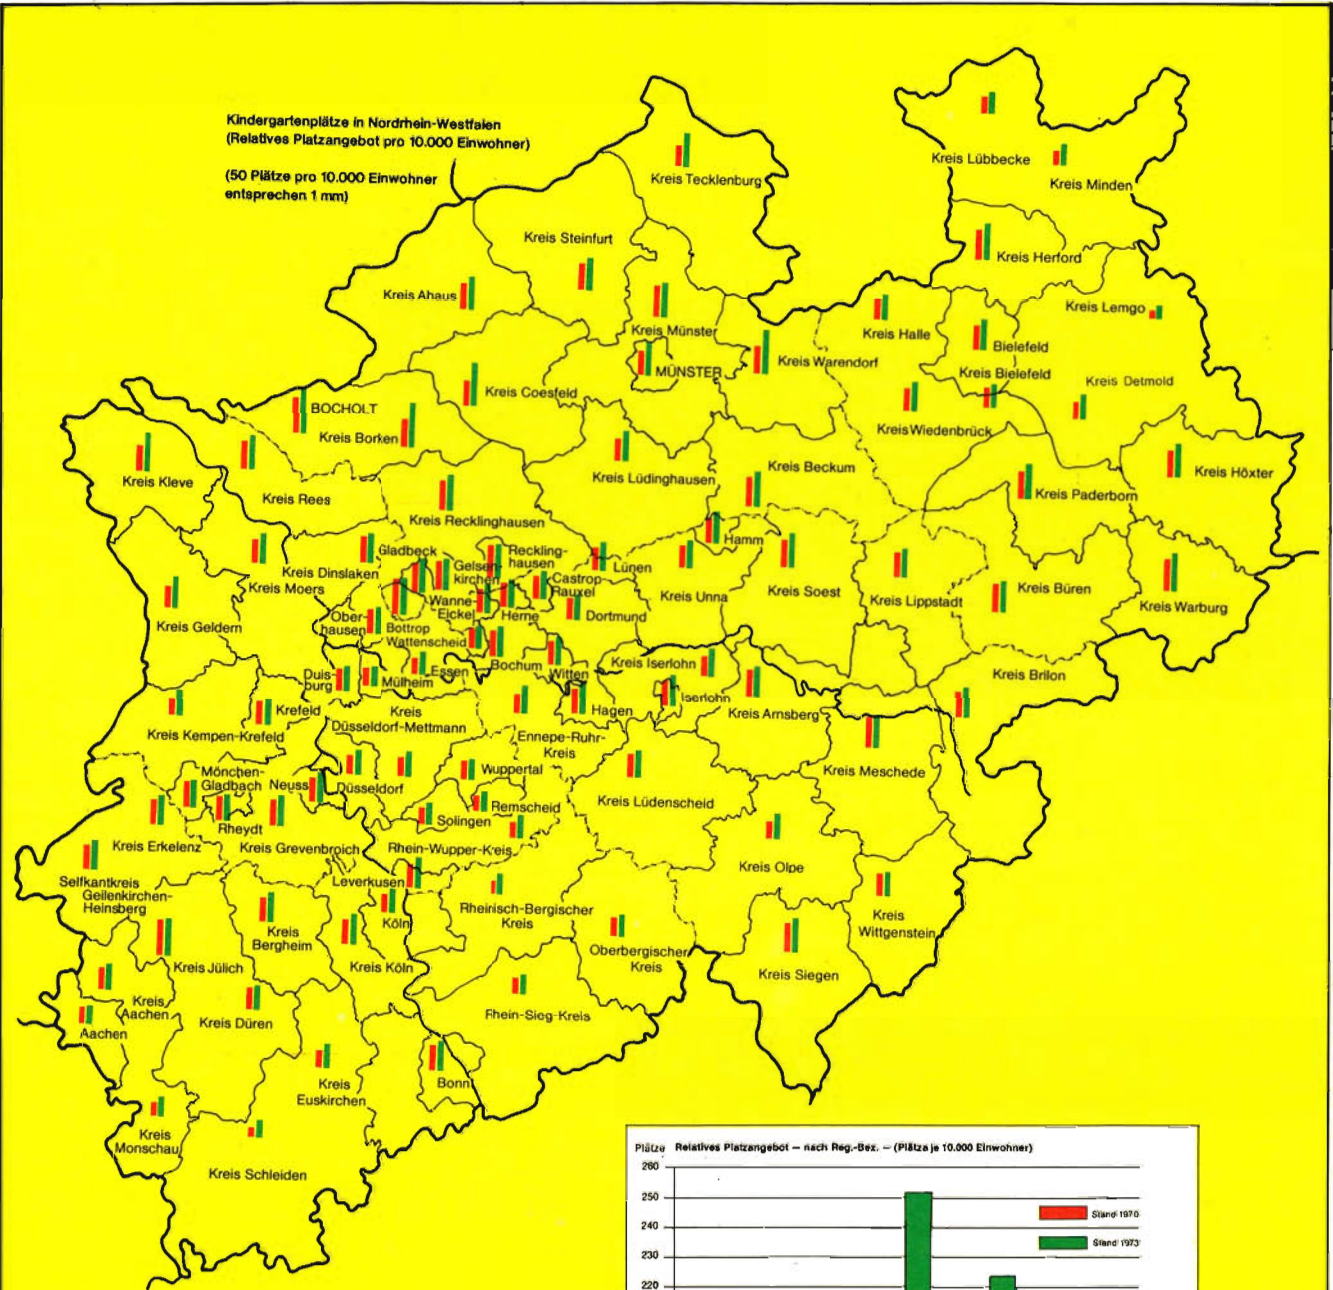 Kindergartenplätze in Nordrhein-Westfalen
(Relatives Platzangebot pro 10.000 Einwohner)
(50 Plätze pro 10.000 Einwohner
entsprechen 1 mm)
Kreis Lübbecke
Kreis Minden
Kreis Tecklenburg
Kreis Steinfurt
Kreis Herford
Kreis Ahaus
Kreis Lemgo
Kreis Münster
Kreis Halle
Bielefeld
Kreis Warendorf
MÜNSTER
Kreis Bielefeld
Kreis Detmold
Kreis Coesfeld
BOCHOLT
Kreis Borken
Kreis Wiedenbrück
Kreis Kleve
Kreis Rees
Kreis Lüdinghausen
Kreis Beckum
Kreis Höxter
Kreis Paderborn
Kreis Recklinghausen
Hamm
Gladbeck
Reckling-
hausen
Gelsen-
kirchen
Lünen
Kreis Dinslaken
Kreis Moers
Castrop
Rauxel
Kreis Unna
Kreis Soest
Kreis Lippstadt
Kreis Büren
Kreis Warburg
Wanne-
Eickel
Herne
Dortmund
Kreis Geldern
Ober-
hausen
Bottrop
Wattenscheid
Bochum
Witten
Kreis Iserlohn
Kreis Brilon
Essen
Duis-
burg
Mülheim
Iserlohn
Kreis Arnsberg
Hagen
Krefeld
Kreis
Düsseldorf-Mettmann
Kreis Kempen-Krefeld
Ennepe-Ruhr-
Kreis
Kreis Meschede
Mönchen-
Gladbach
Neuss
Düsseldorf
Wuppertal
Remscheid
Kreis Lüdenscheid
Solingen
Rheydt
Kreis Erkelenz
Kreis Grevenbroich
Rhein-Wupper-Kreis
Kreis Olpe
Selfkantkreis
Geilenkirchen-
Heinsberg
Leverkusen
Köln
Rheinisch-Bergischer
Kreis
Kreis
Wittgenstein
Kreis
Bergheim
Oberbergischer
Kreis
Kreis Jülich
Kreis Köln
Kreis Siegen
Kreis
Aachen
Aachen
Kreis Düren
Rhein-Sieg-Kreis
Kreis
Euskirchen
Bonn
Kreis
Monschau
Kreis Schleiden
Plätze Relatives Platzangebot – nach Reg.-Bez. – (Plätze je 10.000 Einwohner)
260
250
240
230
220
Stand 1970
Stand 1973